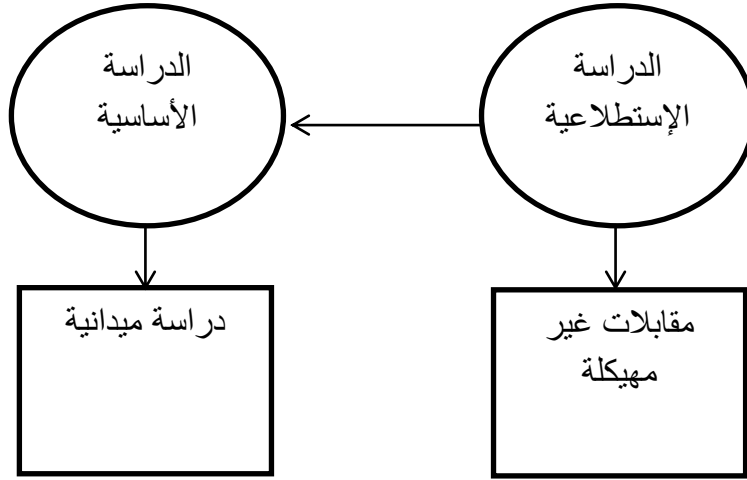 الدراسة
الإستطلاعية
الدراسة
الأساسية
مقابلات غير
مهيكلة
دراسة ميدانية